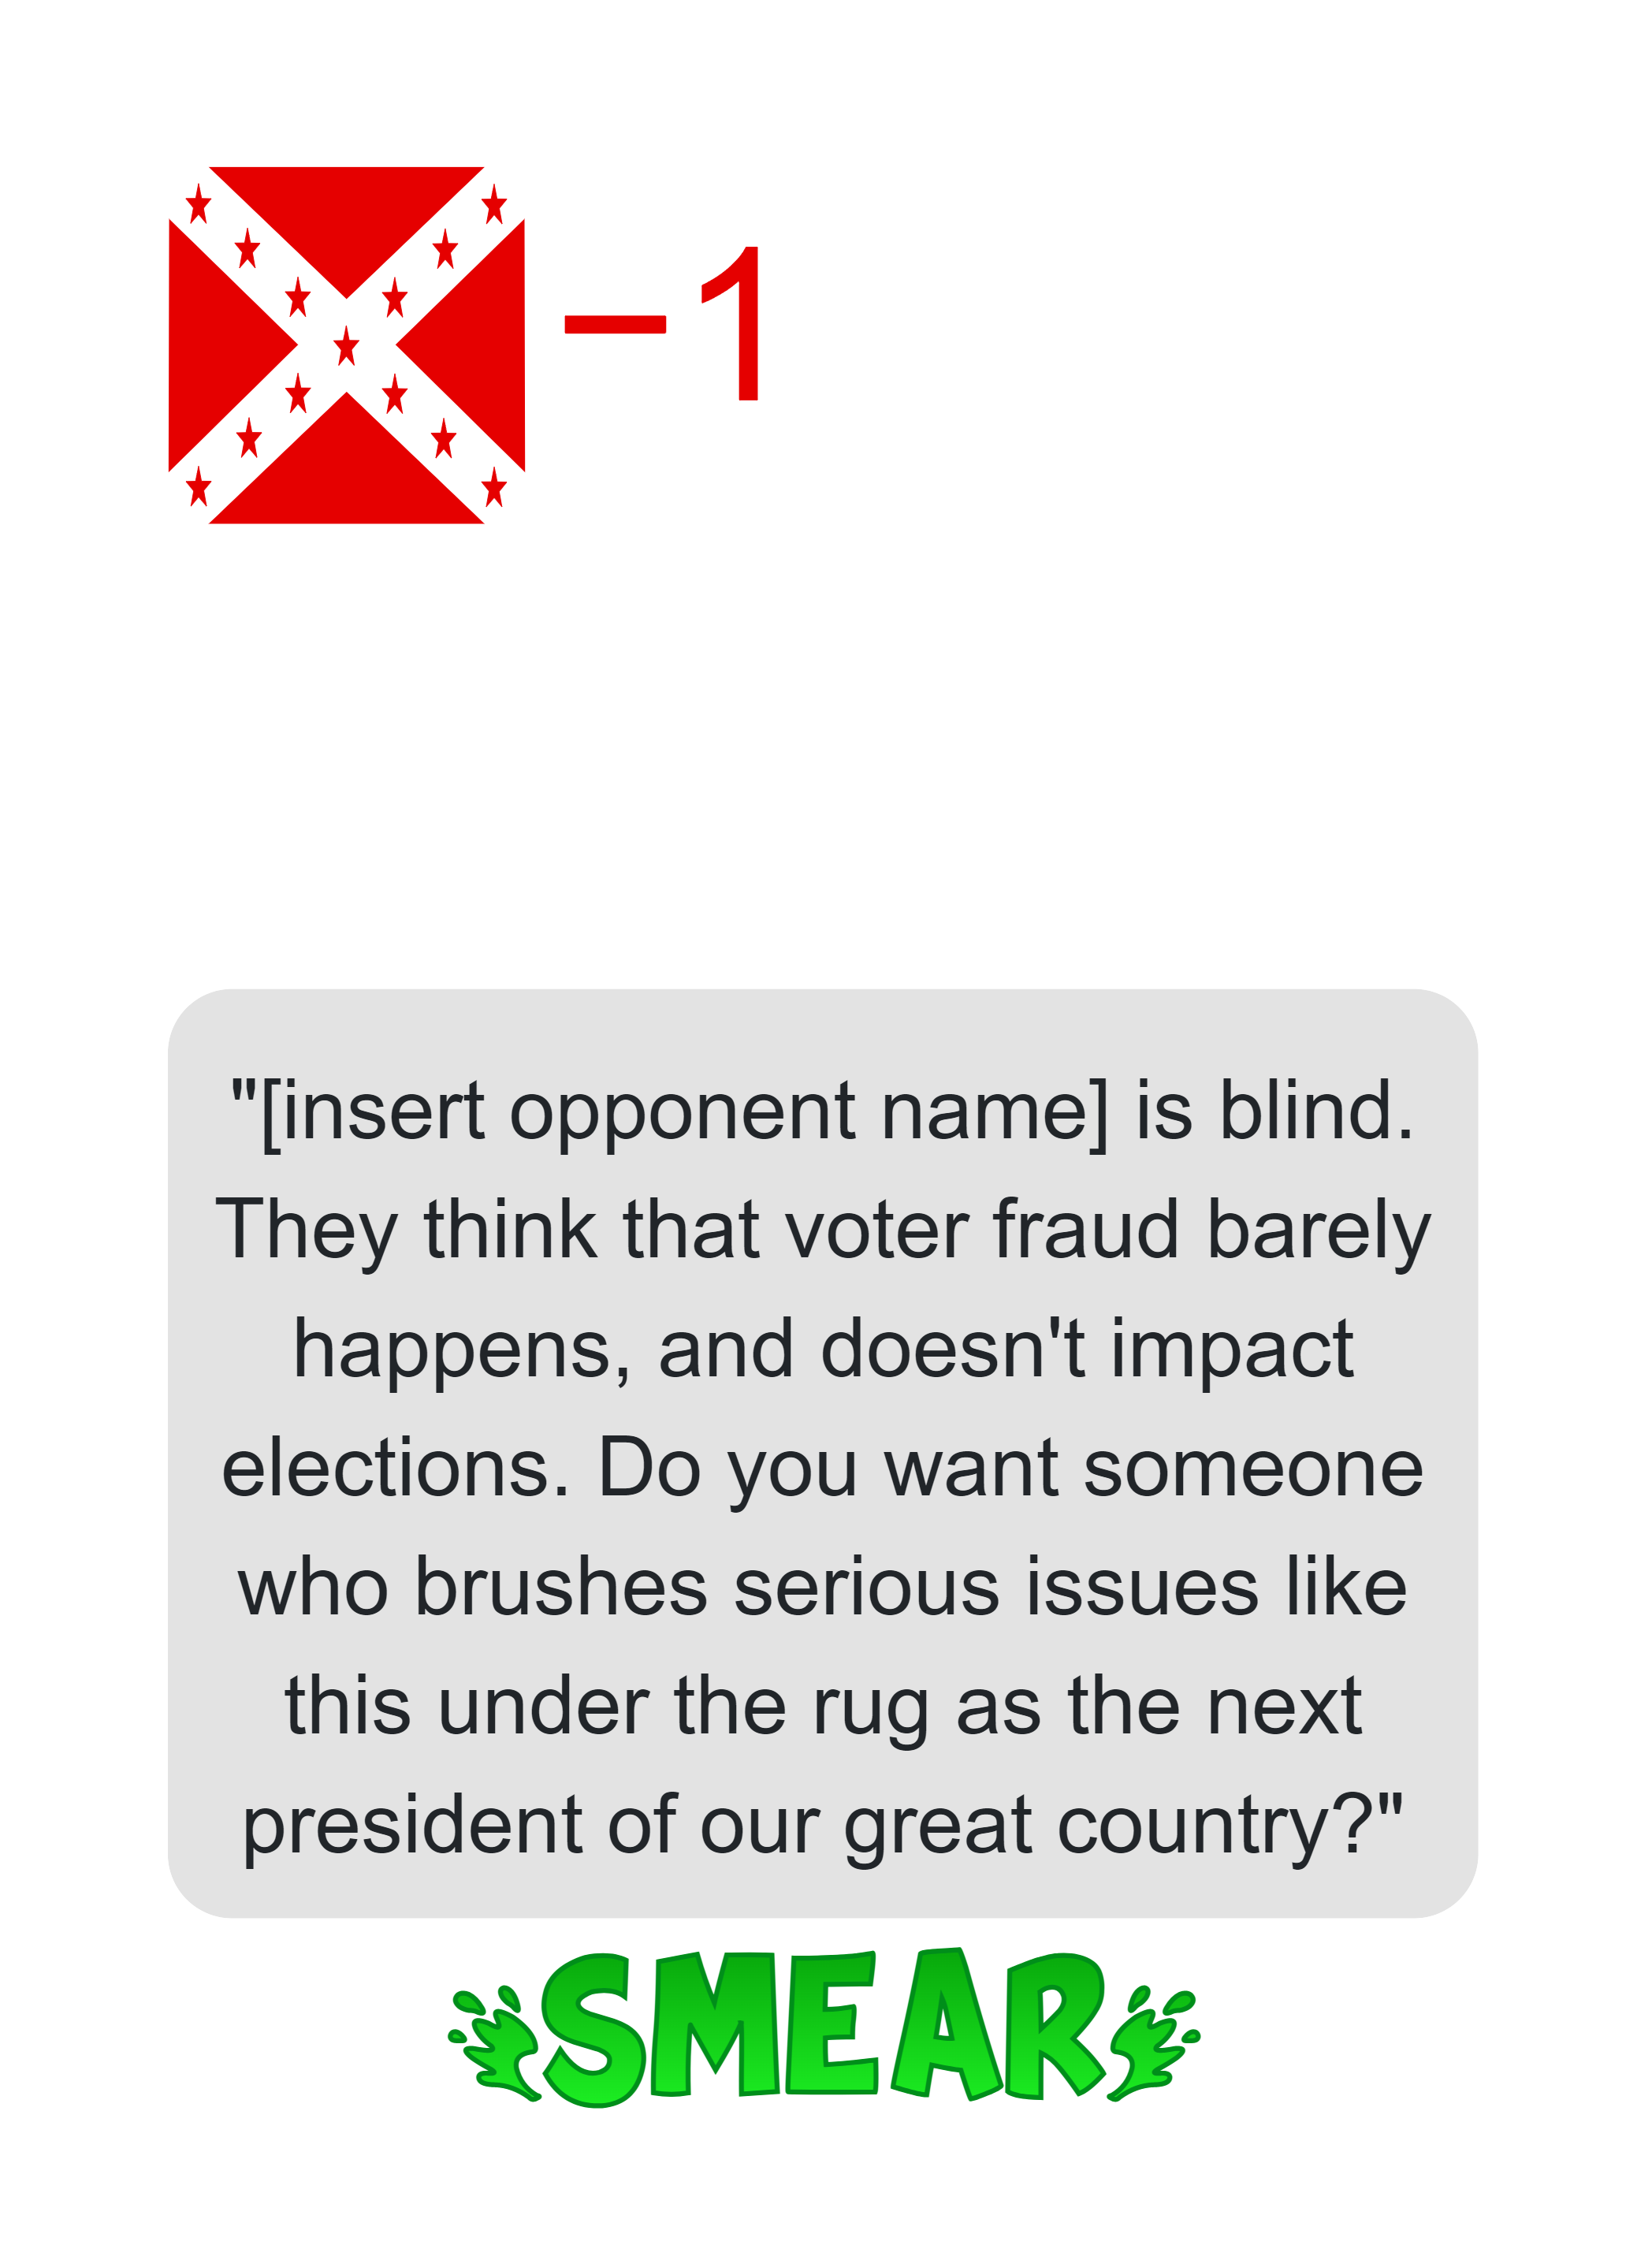 -1
"[insert opponent name] is blind.
They think that voter fraud barely
happens, and doesn't impact
elections. Do you want someone
who brushes serious issues like
this under the rug as the next
president of our great country?"
SMEAR